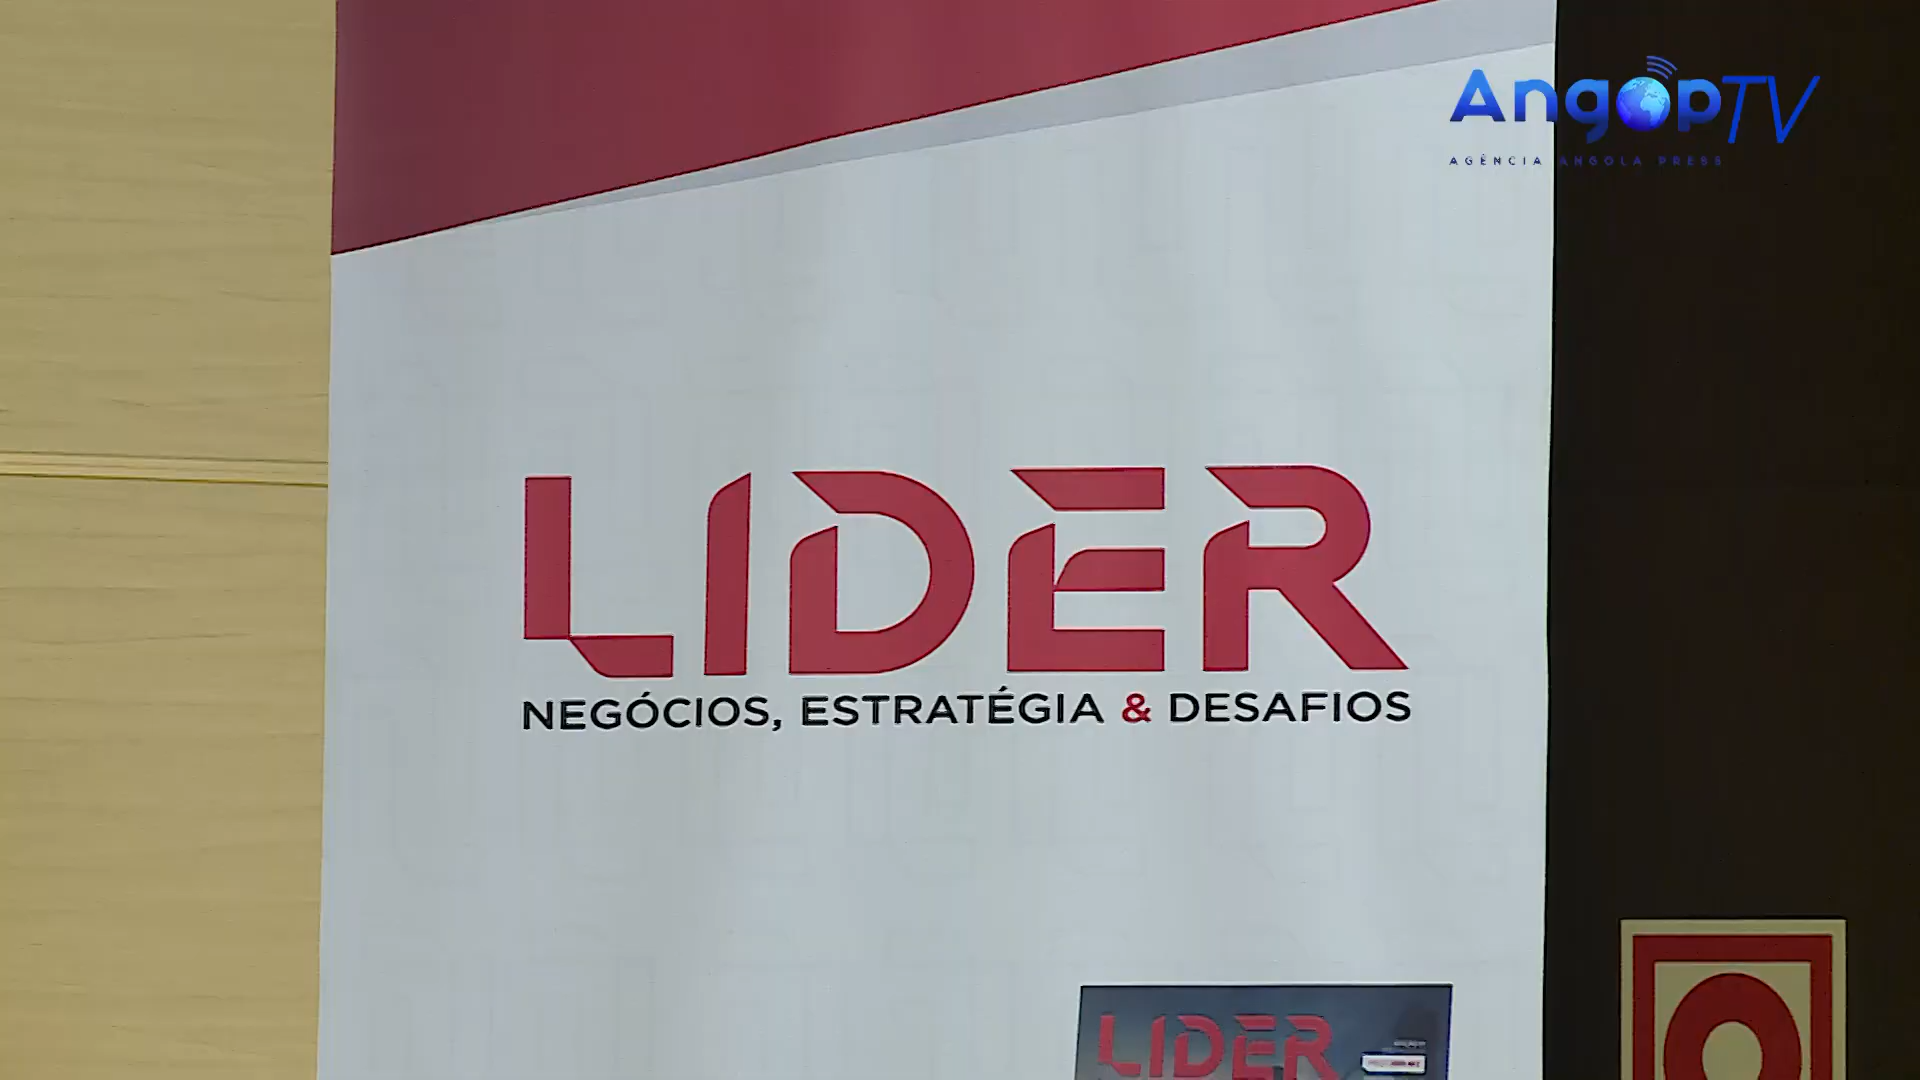 AngopTV
AGÊNCIA ANGOLA PRESS
LIDER
NEGÓCIOS, ESTRATÉGIA & DESAFIOS
LIDER